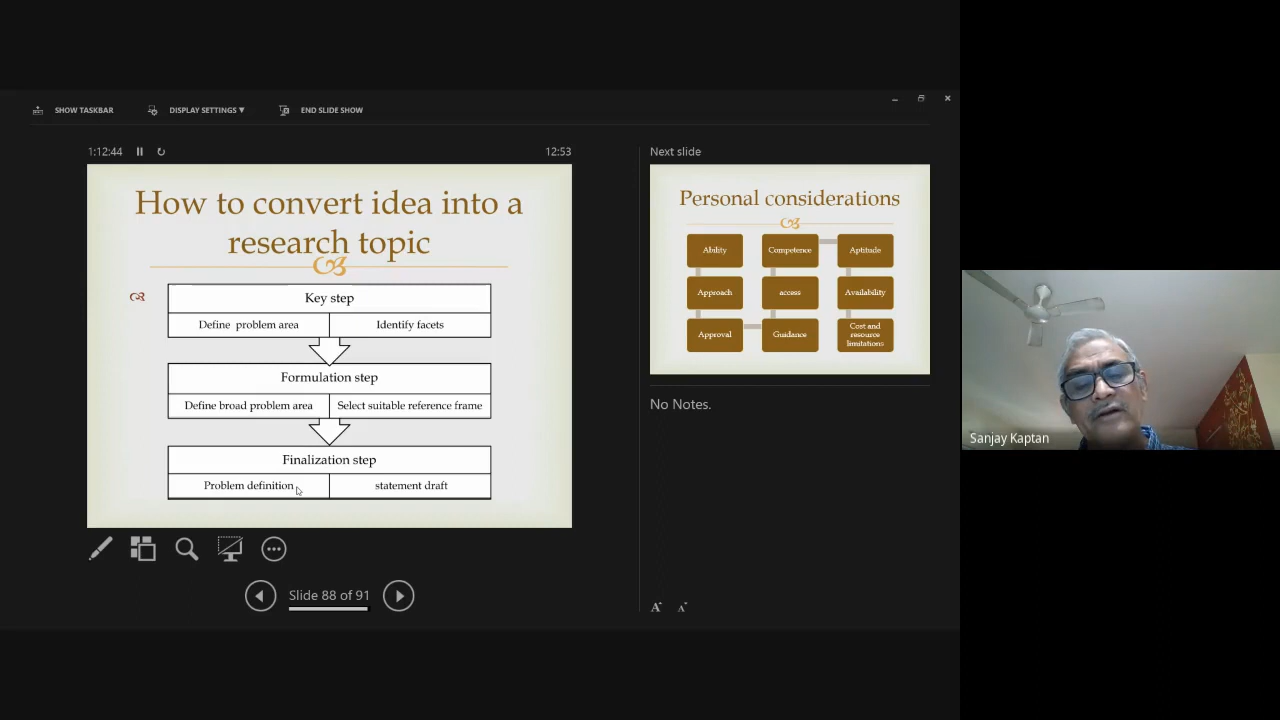 SHOW TASKBAR
DISPLAY SETTINGS ▼
END SLIDE SHOW
1:12:44
12:53
How to convert idea into a
research topic
Key step
Define problem area
Identify facets
Formulation step
Define broad problem area
Select suitable reference frame
Finalization step
Problem definition
statement draft
Slide 88 of 91
Next slide
Personal considerations
Ability
Competence
Aptitude
Approach
access
Availability
Approval
Guidance
Cost and
resource
limitations
No Notes.
A
A
Sanjay Kaptan